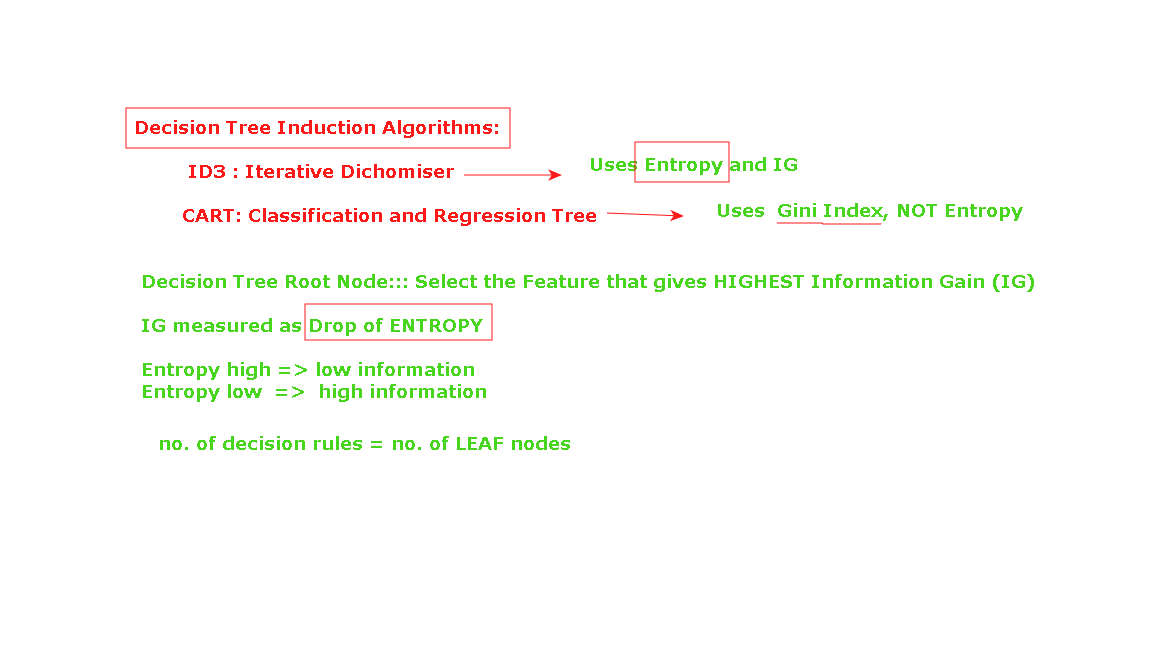 Decision Tree Induction Algorithms:
ID3 : Iterative Dichomiser
Uses Entropy and IG
CART: Classification and Regression Tree
Uses  Gini Index, NOT Entropy
Decision Tree Root Node::: Select the Feature that gives HIGHEST Information Gain (IG)
IG measured as Drop of ENTROPY
Entropy high => low information
Entropy low  =>  high information
no. of decision rules = no. of LEAF nodes